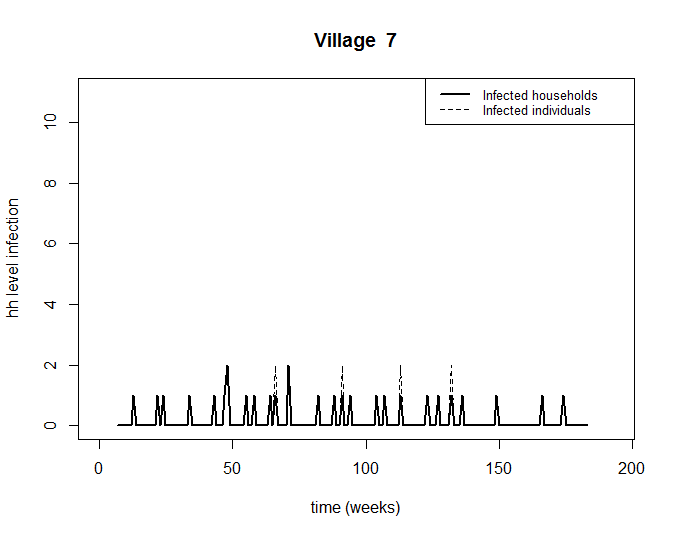 Village 7
Infected households
Infected individuals
hh level infection
10
8
6
4
2
0
0 50 100 150 200
time (weeks)